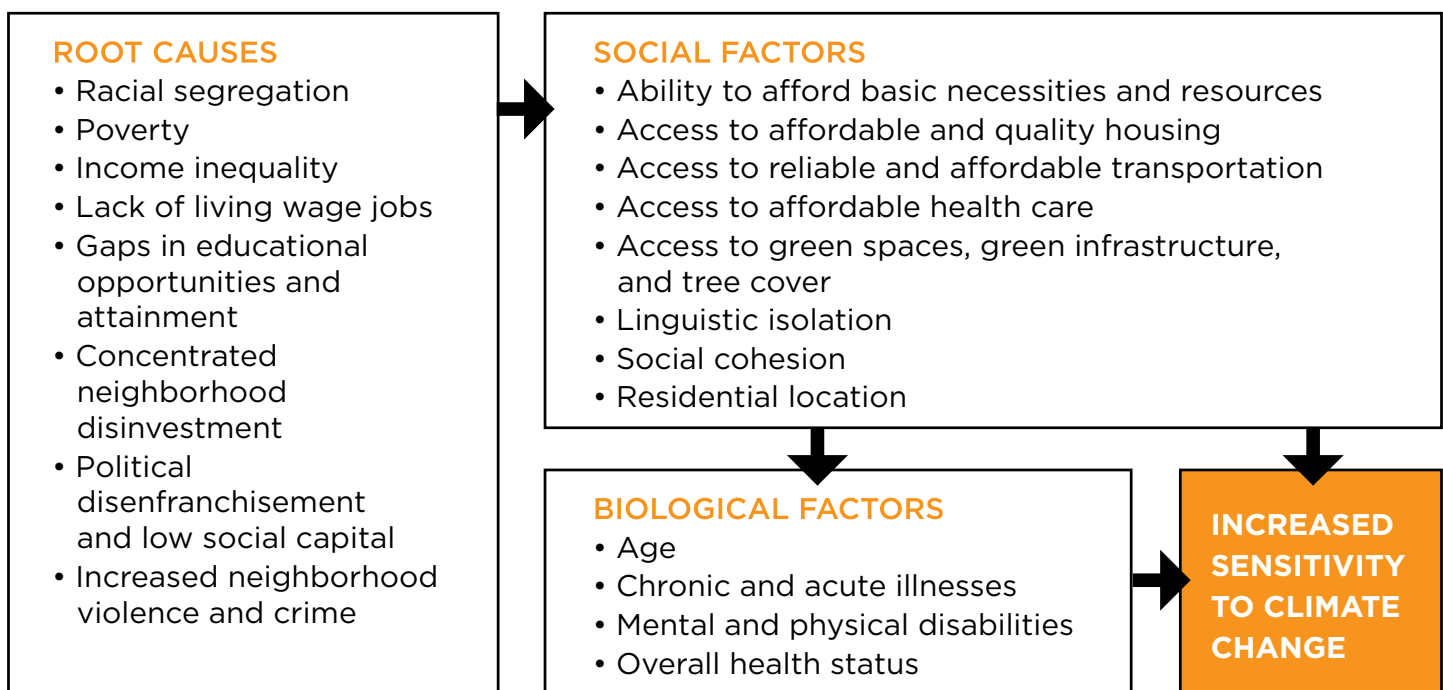 ROOT CAUSES
• Racial segregation
• Poverty
• Income inequality
• Lack of living wage jobs
• Gaps in educational
opportunities and
attainment
• Concentrated
neighborhood
disinvestment
• Political
disenfranchisement
and low social capital
• Increased neighborhood
violence and crime
SOCIAL FACTORS
• Ability to afford basic necessities and resources
• Access to affordable and quality housing
• Access to reliable and affordable transportation
• Access to affordable health care
• Access to green spaces, green infrastructure,
and tree cover
• Linguistic isolation
• Social cohesion
• Residential location
BIOLOGICAL FACTORS
• Age
• Chronic and acute illnesses
• Mental and physical disabilities
• Overall health status
INCREASED
SENSITIVITY
TO CLIMATE
CHANGE